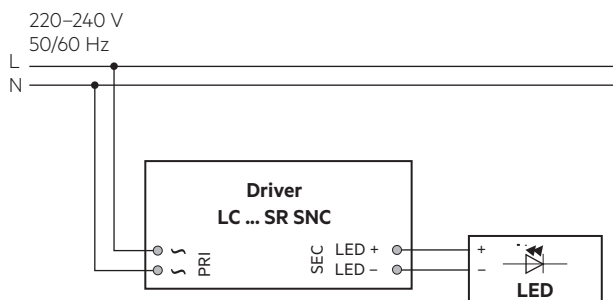 220–240 V
50/60 Hz
L
N
Driver
LC ... SR SNC
~ PRI SEC LED + +
~ LED – –
LED